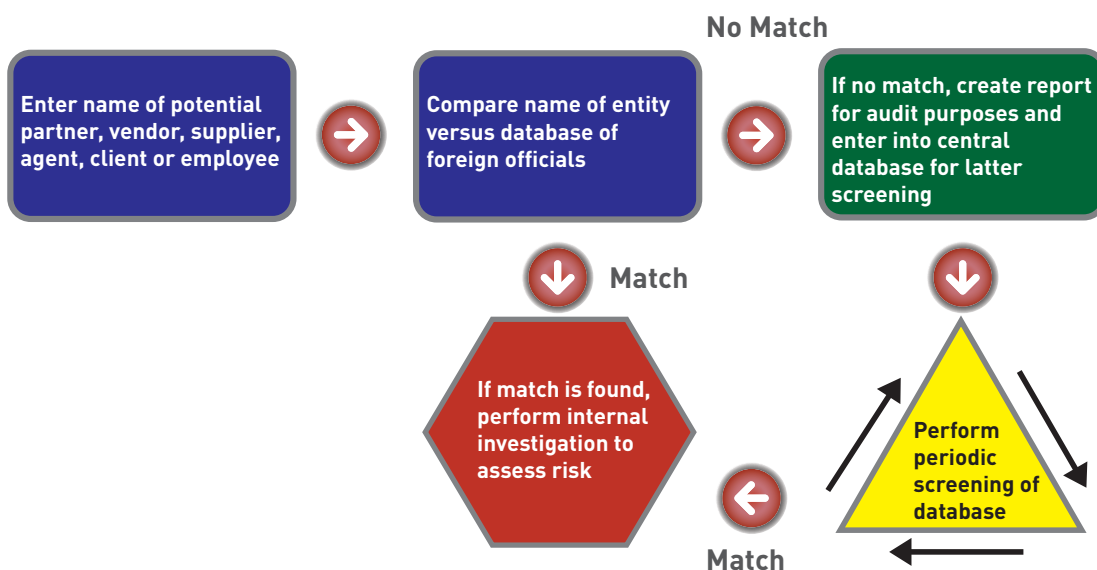 No Match
Enter name of potential
partner, vendor, supplier,
agent, client or employee
Compare name of entity
versus database of
foreign officials
If no match, create report
for audit purposes and
enter into central
database for latter
screening
Match
If match is found,
perform internal
investigation to
assess risk
Perform
periodic
screening of
database
Match